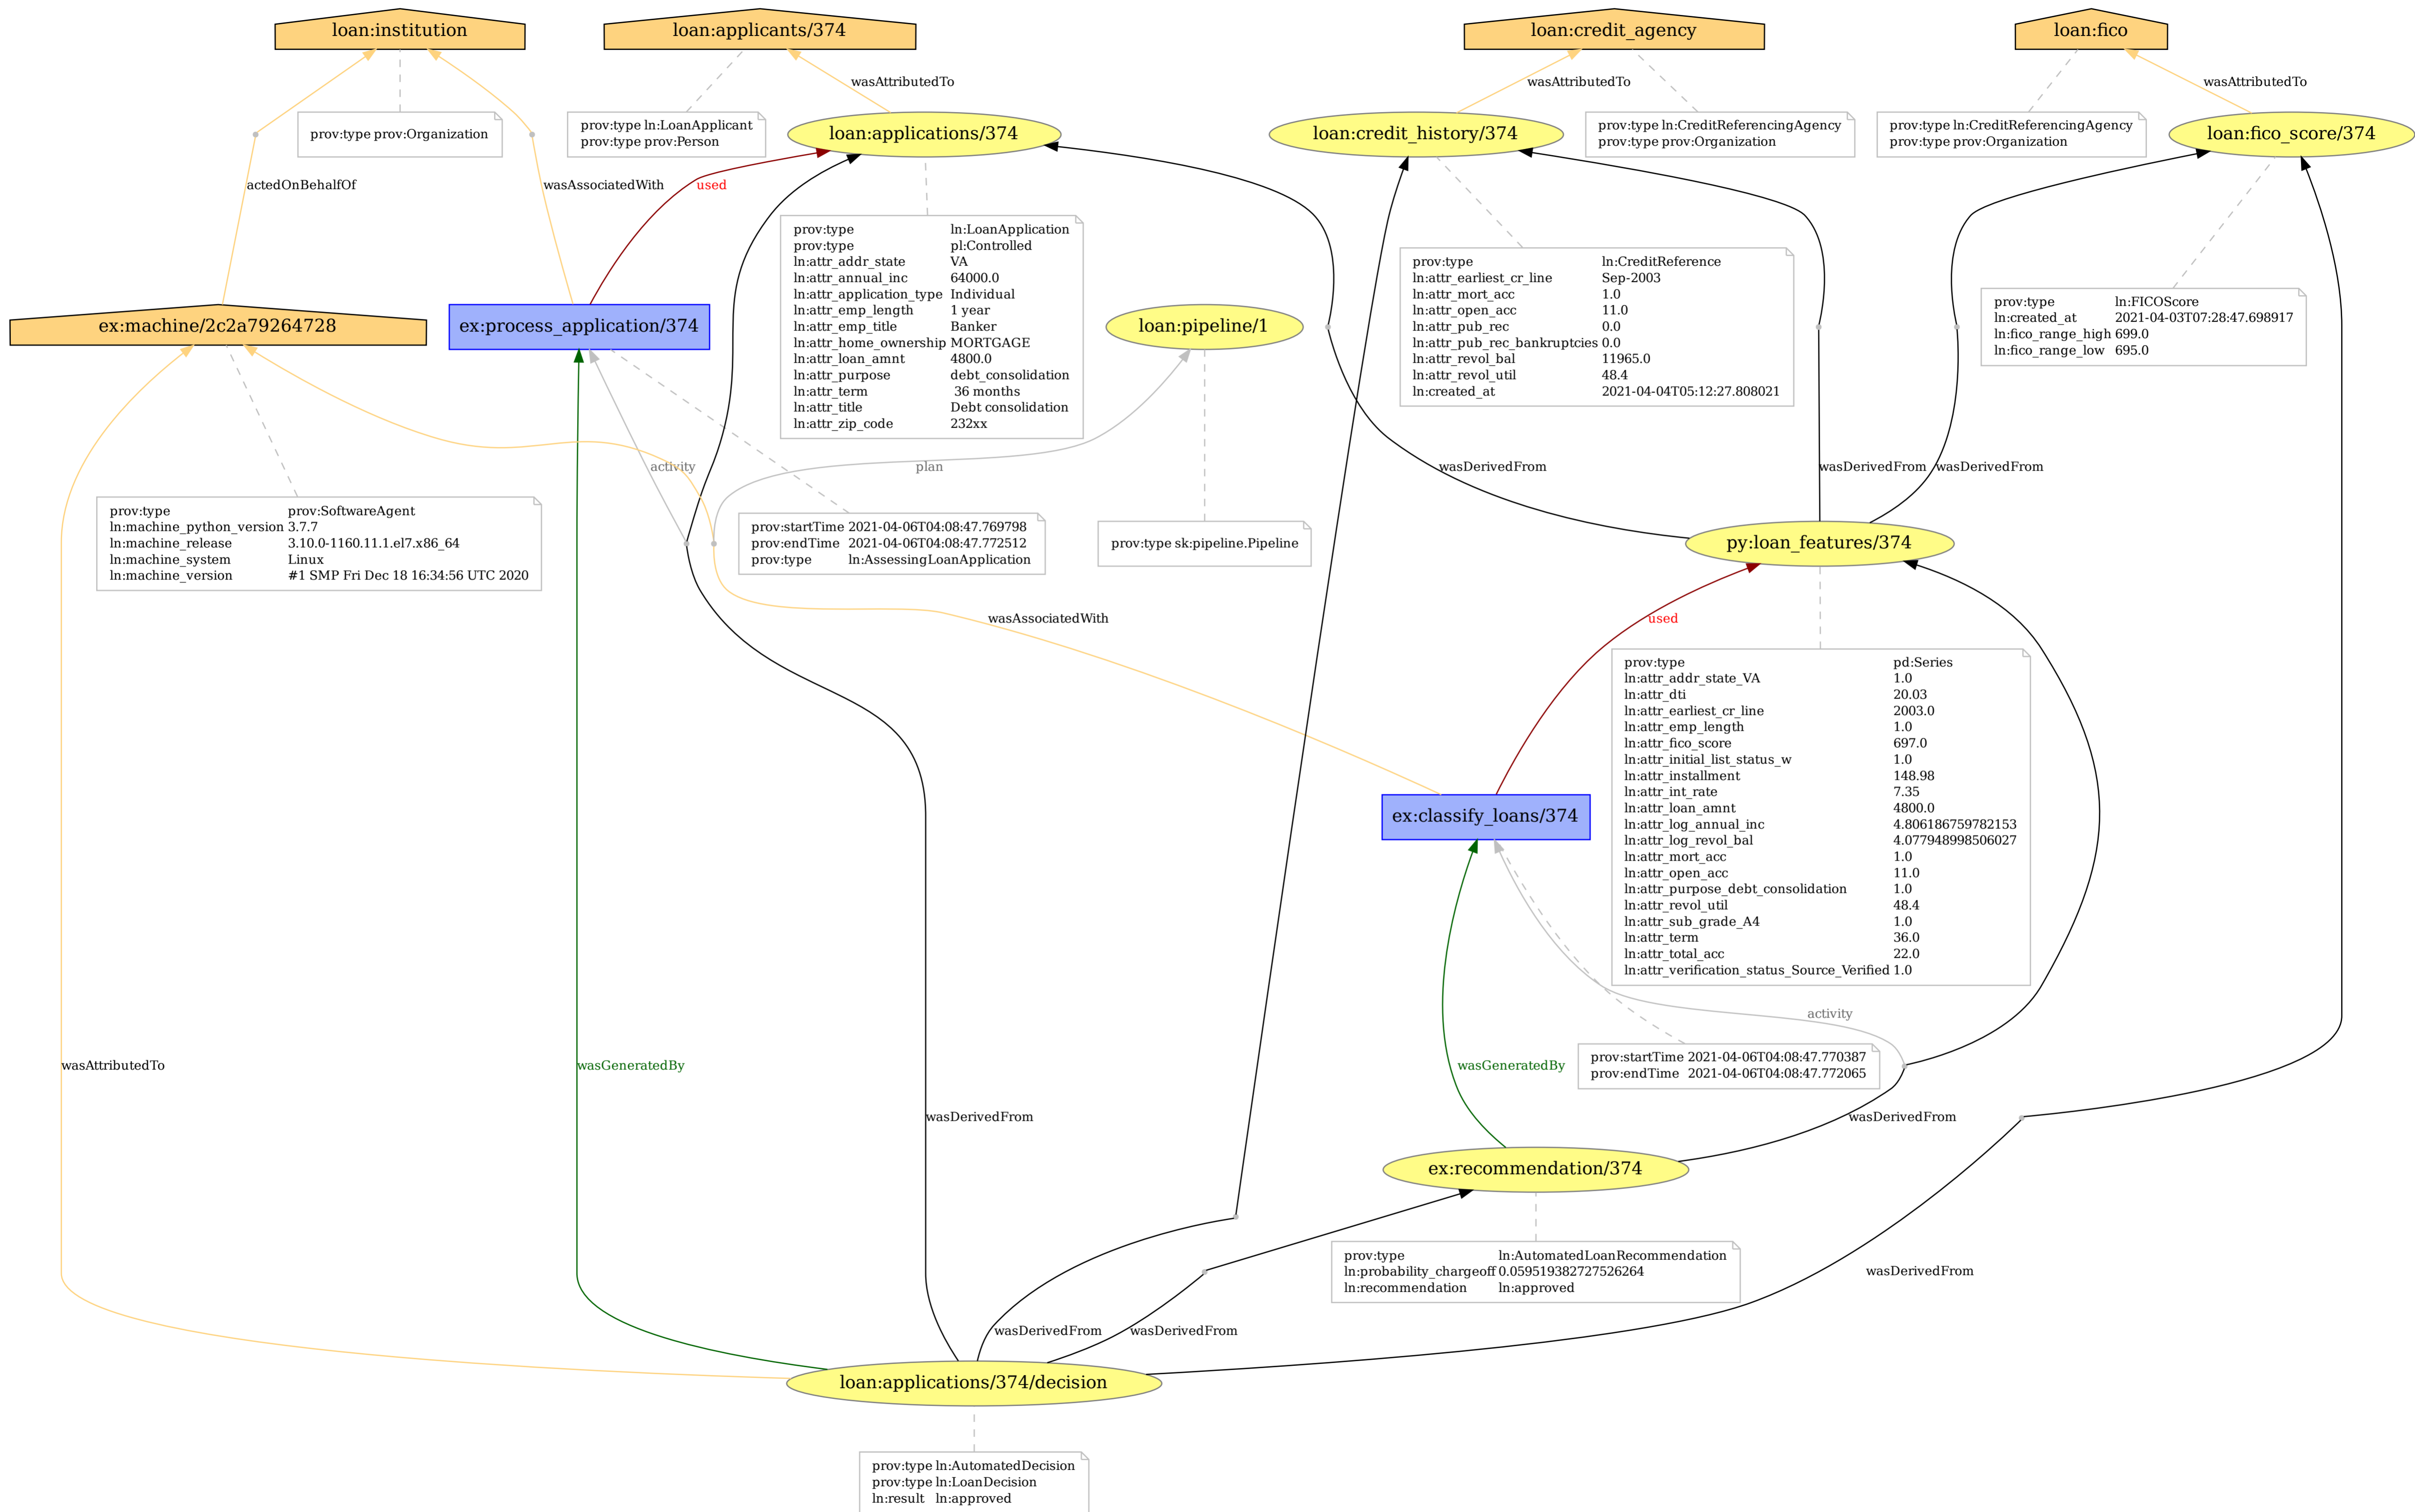 loan:institution
loan:applicants/374
loan:credit_agency
loan:fico
wasAttributedTo
wasAttributedTo
wasAttributedTo
prov:type prov:Organization
prov:type ln:LoanApplicant
prov:type prov:Person
loan:applications/374
loan:credit_history/374
prov:type ln:CreditReferencingAgency
prov:type prov:Organization
prov:type ln:CreditReferencingAgency
prov:type prov:Organization
loan:fico_score/374
actedOnBehalfOf
wasAssociatedWith
used
prov:type ln:LoanApplication
prov:type pl:Controlled
ln:attr_addr_state VA
ln:attr_annual_inc 64000.0
ln:attr_application_type Individual
ln:attr_emp_length 1 year
ln:attr_emp_title Banker
ln:attr_home_ownership MORTGAGE
ln:attr_loan_amnt 4800.0
ln:attr_purpose debt_consolidation
ln:attr_term 36 months
ln:attr_title Debt consolidation
ln:attr_zip_code 232xx
prov:type ln:CreditReference
ln:attr_earliest_cr_line Sep-2003
ln:attr_mort_acc 1.0
ln:attr_open_acc 11.0
ln:attr_pub_rec 0.0
ln:attr_pub_rec_bankruptcies 0.0
ln:attr_revol_bal 11965.0
ln:attr_revol_util 48.4
ln:created_at 2021-04-04T05:12:27.808021
prov:type ln:FICOScore
ln:created_at 2021-04-03T07:28:47.698917
ln:fico_range_high 699.0
ln:fico_range_low 695.0
ex:machine/2c2a79264728
ex:process_application/374
loan:pipeline/1
activity
plan
wasDerivedFrom
wasDerivedFrom
wasDerivedFrom
prov:type prov:SoftwareAgent
ln:machine_python_version 3.7.7
ln:machine_release 3.10.0-1160.11.1.el7.x86_64
ln:machine_system Linux
ln:machine_version #1 SMP Fri Dec 18 16:34:56 UTC 2020
prov:startTime 2021-04-06T04:08:47.769798
prov:endTime 2021-04-06T04:08:47.772512
prov:type ln:AssessingLoanApplication
prov:type sk:pipeline.Pipeline
py:loan_features/374
wasAssociatedWith
used
prov:type pd:Series
ln:attr_addr_state_VA 1.0
ln:attr_dti 20.03
ln:attr_earliest_cr_line 2003.0
ln:attr_emp_length 1.0
ln:attr_fico_score 697.0
ln:attr_initial_list_status_w 1.0
ln:attr_installment 148.98
ln:attr_int_rate 7.35
ln:attr_loan_amnt 4800.0
ln:attr_log_annual_inc 4.806186759782153
ln:attr_log_revol_bal 4.077948998506027
ln:attr_mort_acc 1.0
ln:attr_open_acc 11.0
ln:attr_purpose_debt_consolidation 1.0
ln:attr_revol_util 48.4
ln:attr_sub_grade_A4 1.0
ln:attr_term 36.0
ln:attr_total_acc 22.0
ln:attr_verification_status_Source_Verified 1.0
ex:classify_loans/374
activity
wasAttributedTo
wasGeneratedBy
wasGeneratedBy
prov:startTime 2021-04-06T04:08:47.770387
prov:endTime 2021-04-06T04:08:47.772065
wasDerivedFrom
wasDerivedFrom
ex:recommendation/374
prov:type ln:AutomatedLoanRecommendation
ln:probability_chargeoff 0.059519382727526264
ln:recommendation ln:approved
wasDerivedFrom
wasDerivedFrom
wasDerivedFrom
loan:applications/374/decision
prov:type ln:AutomatedDecision
prov:type ln:LoanDecision
ln:result ln:approved